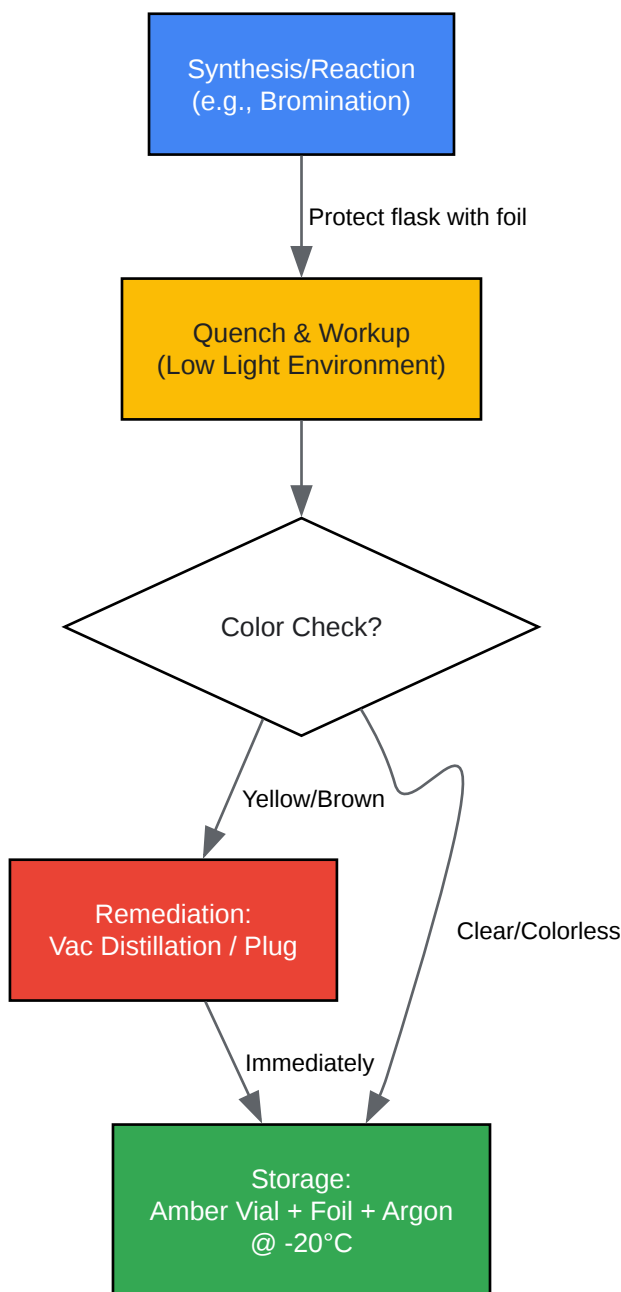 Synthesis/Reaction
(e.g., Bromination)
Protect flask with foil
Quench & Workup
(Low Light Environment)
Color Check?
Yellow/Brown
Remediation:
Vac Distillation / Plug
Clear/Colorless
Immediately
Storage:
Amber Vial + Foil + Argon
@ -20°C